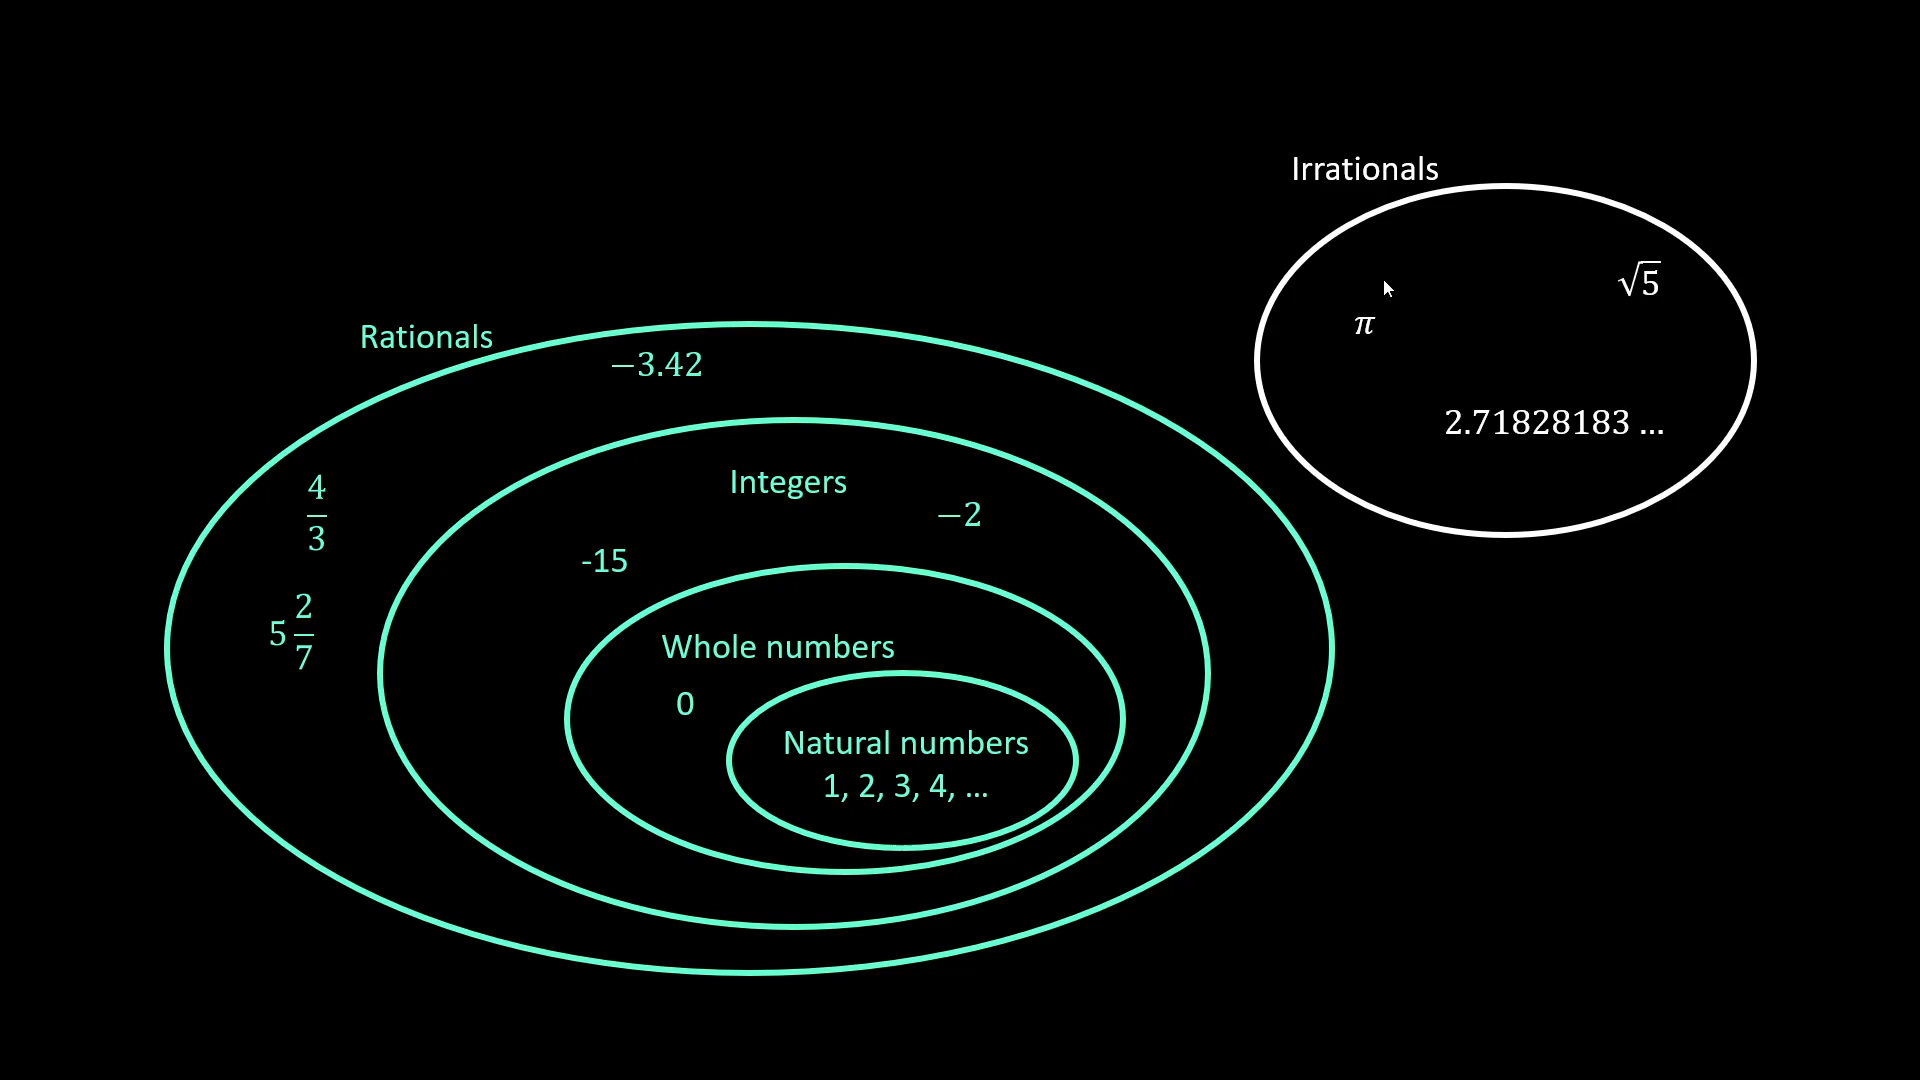 Irrationals
√5
π
2.71828183 ...
Rationals
−3.42
4/3
5 2/7
Integers
−2
-15
Whole numbers
0
Natural numbers
1, 2, 3, 4, ...